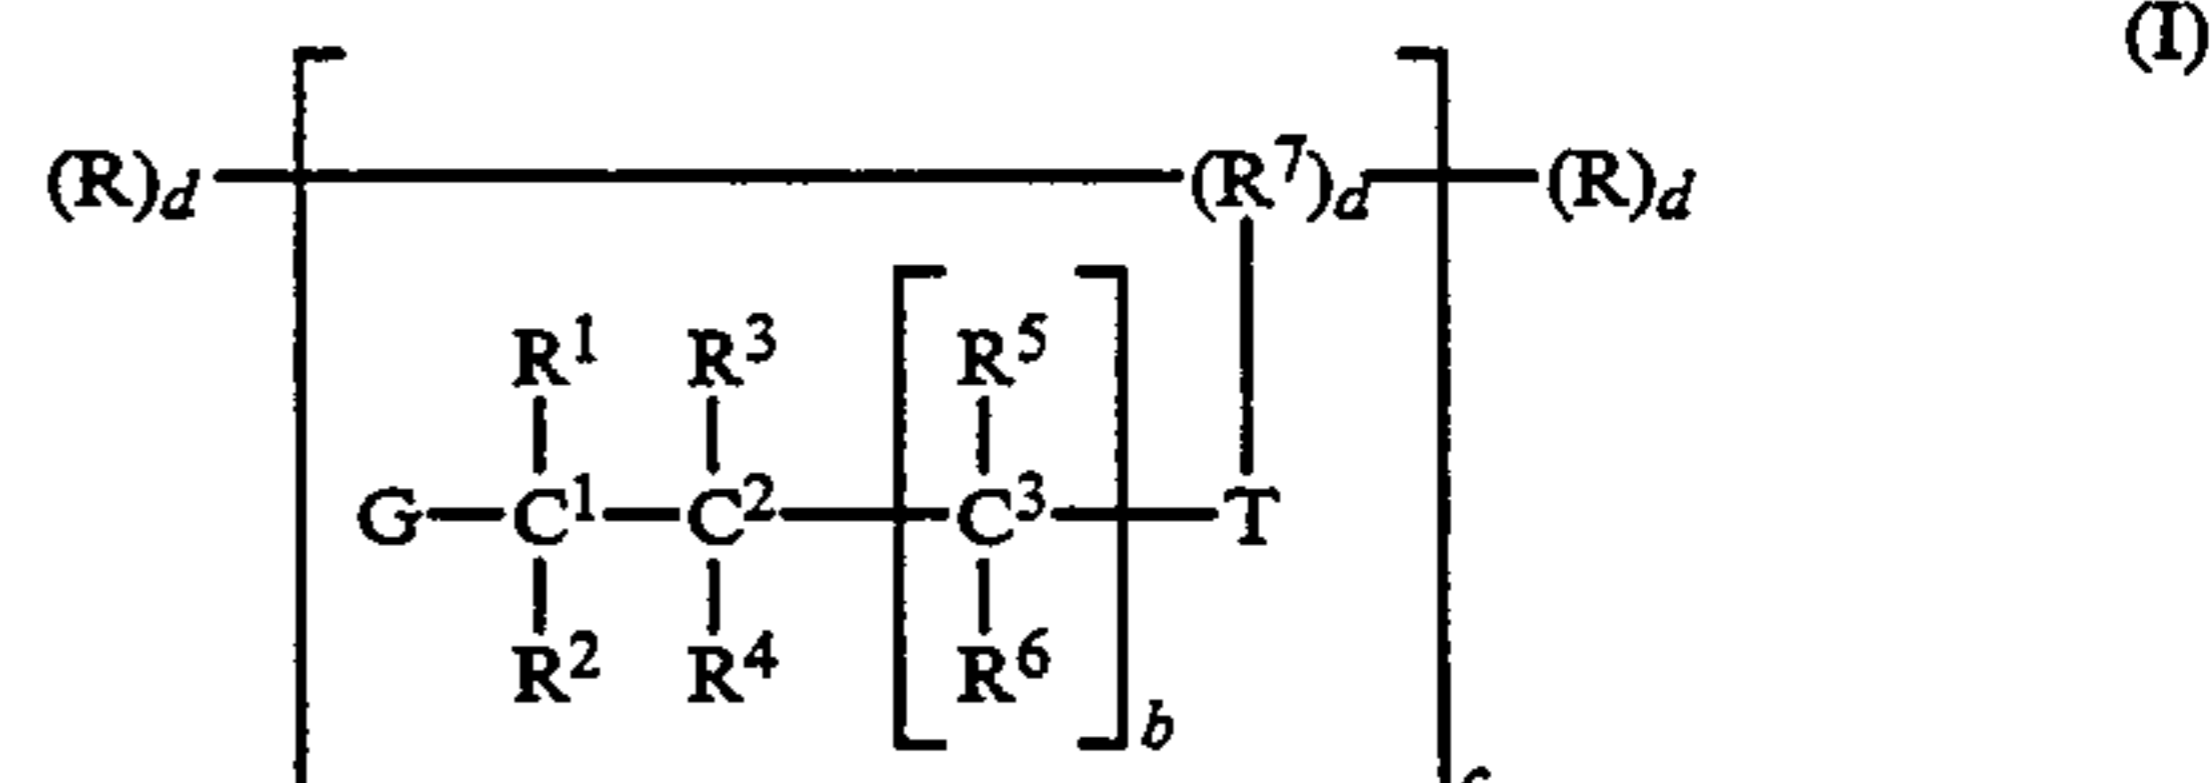 (I)
(R)d (R⁷)d (R)d
R¹ R³ R⁵
G—C¹—C²—C³—T
R² R⁴ R⁶
b